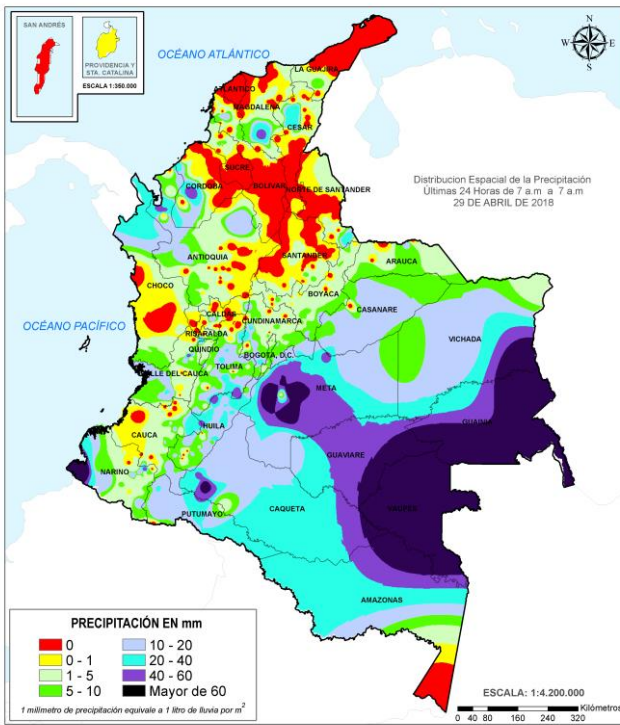 SAN ANDRÉS
PROVIDENCIA Y
STA. CATALINA
ESCALA 1:350.000
OCÉANO ATLÁNTICO
N
W E
S
LA GUAJIRA
ATLÁNTICO
MAGDALENA
CESAR
SUCRE
CORDOBA
BOLÍVAR
NORTE DE SANTANDER
Distribucion Espacial de la Precipitación
Últimas 24 Horas de 7 a.m a 7 a.m
29 DE ABRIL DE 2018
ANTIOQUIA
SANTANDER
ARAUCA
CHOCO
BOYACA
CASANARE
OCÉANO PACÍFICO
CALDAS
CUNDINAMARCA
RISARALDA
VICHADA
QUINDIO
BOGOTA, D.C.
TOLIMA
VALLE DEL CAUCA
META
CAUCA
HUILA
GUAINIA
GUAVIARE
NARIÑO
CAQUETA
VAUPES
PUTUMAYO
AMAZONAS
PRECIPITACIÓN EN mm
0
0 - 1
1 - 5
5 - 10
10 - 20
20 - 40
40 - 60
Mayor de 60
1 milimetro de precipitación equivale a 1 litro de lluvia por m²
ESCALA: 1:4.200.000
Kilómetros
0 40 80 160 240 320